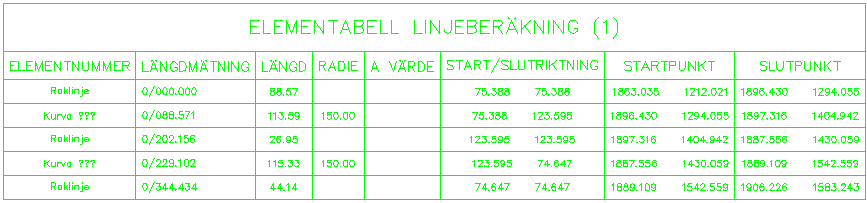 ELEMENTABELL LINJEBERÄKNING (1)
ELEMENTNUMMER LÄNGDMÄTNING LÄNGD RADIE A VÄRDE START/SLUTRIKTNING STARTPUNKT SLUTPUNKT
Raklinje 0/000.000 88.57 75.388 75.388 1863.035 1212.021 1896.430 1294.055
Kurva ??? 0/088.571 113.59 150.00 75.388 123.595 1896.430 1294.055 1897.316 1404.942
Raklinje 0/202.156 26.95 123.595 123.595 1897.316 1404.942 1887.556 1430.059
Kurva ??? 0/229.102 115.33 150.00 123.595 74.647 1887.556 1430.059 1889.109 1542.559
Raklinje 0/344.434 44.14 74.647 74.647 1889.109 1542.559 1906.226 1583.243